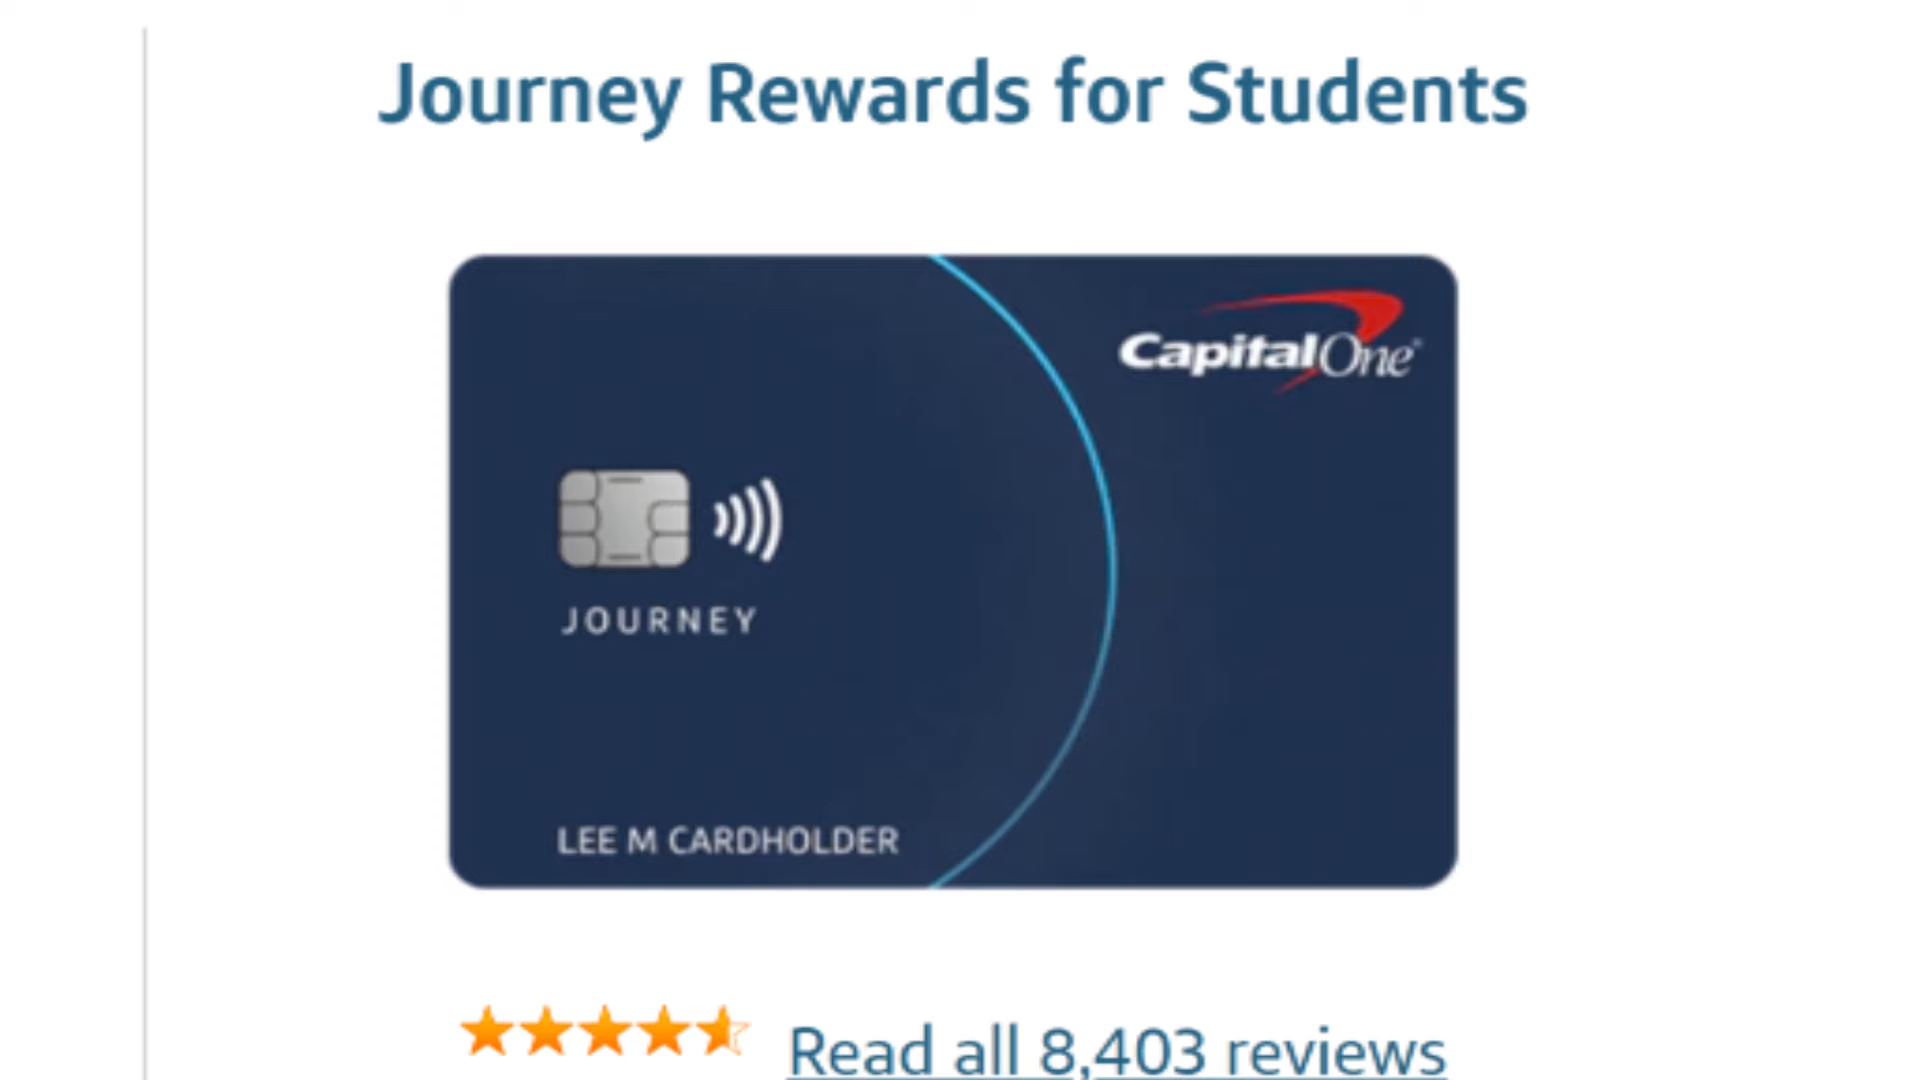 Journey Rewards for Students
CapitalOne®
JOURNEY
LEE M CARDHOLDER
Read all 8,403 reviews